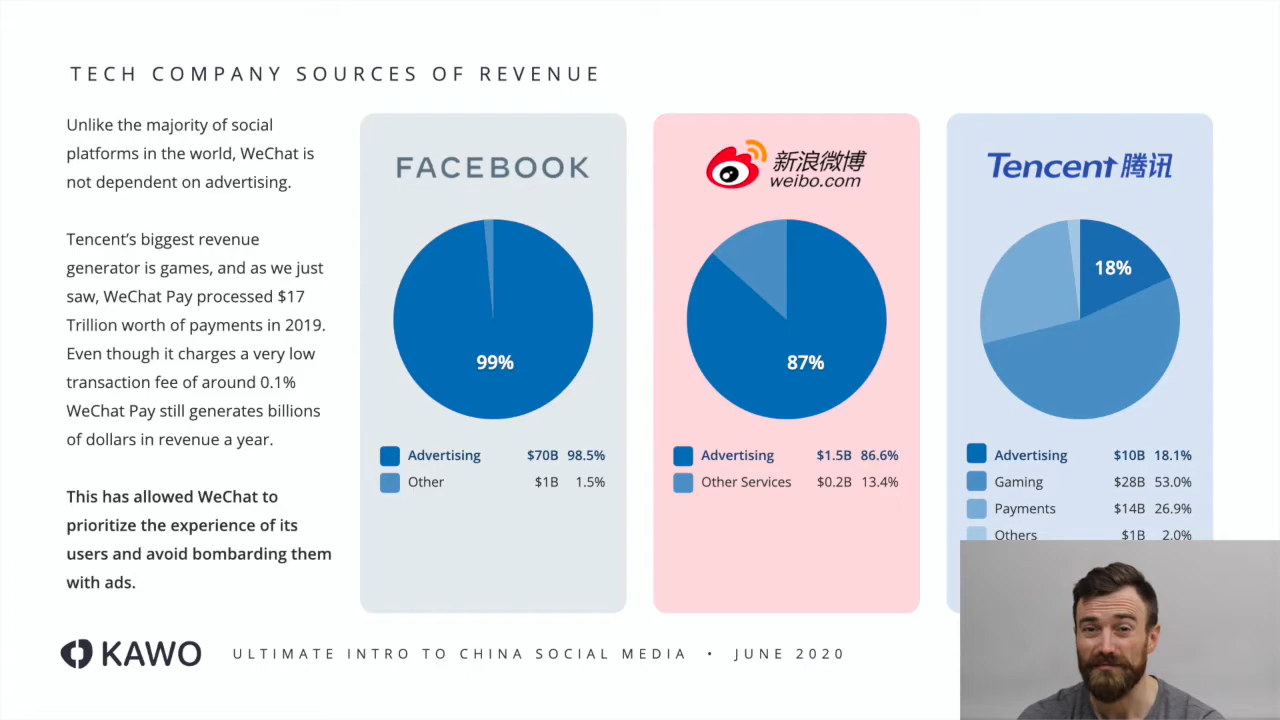 TECH COMPANY SOURCES OF REVENUE
Unlike the majority of social
platforms in the world, WeChat is
not dependent on advertising.
Tencent’s biggest revenue
generator is games, and as we just
saw, WeChat Pay processed $17
Trillion worth of payments in 2019.
Even though it charges a very low
transaction fee of around 0.1%
WeChat Pay still generates billions
of dollars in revenue a year.
This has allowed WeChat to
prioritize the experience of its
users and avoid bombarding them
with ads.
FACEBOOK
99%
Advertising $70B 98.5%
Other $1B 1.5%
新浪微博
weibo.com
87%
Advertising $1.5B 86.6%
Other Services $0.2B 13.4%
Tencent 腾讯
18%
Advertising $10B 18.1%
Gaming $28B 53.0%
Payments $14B 26.9%
Others $1B 2.0%
KAWO
ULTIMATE INTRO TO CHINA SOCIAL MEDIA • JUNE 2020